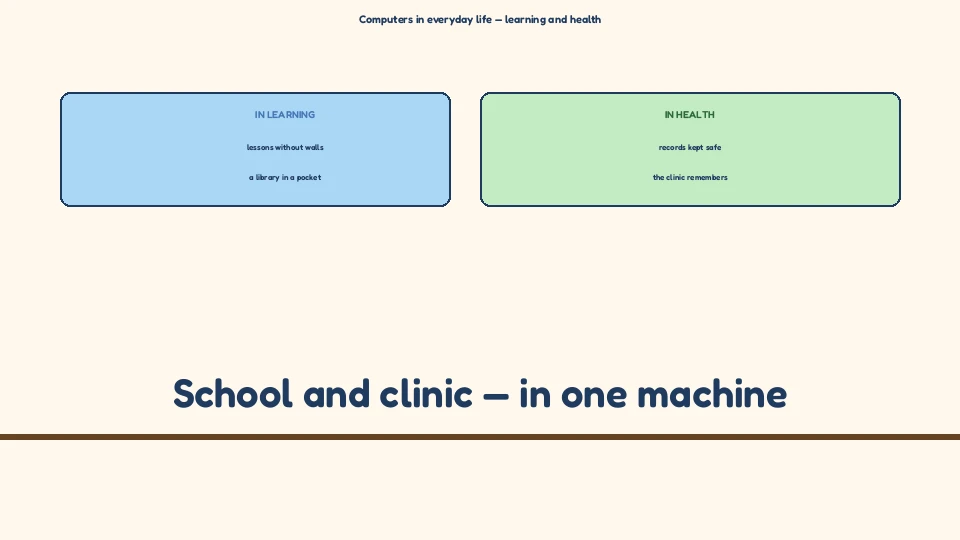 Computers in everyday life — learning and health
IN LEARNING
lessons without walls
a library in a pocket
IN HEALTH
records kept safe
the clinic remembers
School and clinic — in one machine